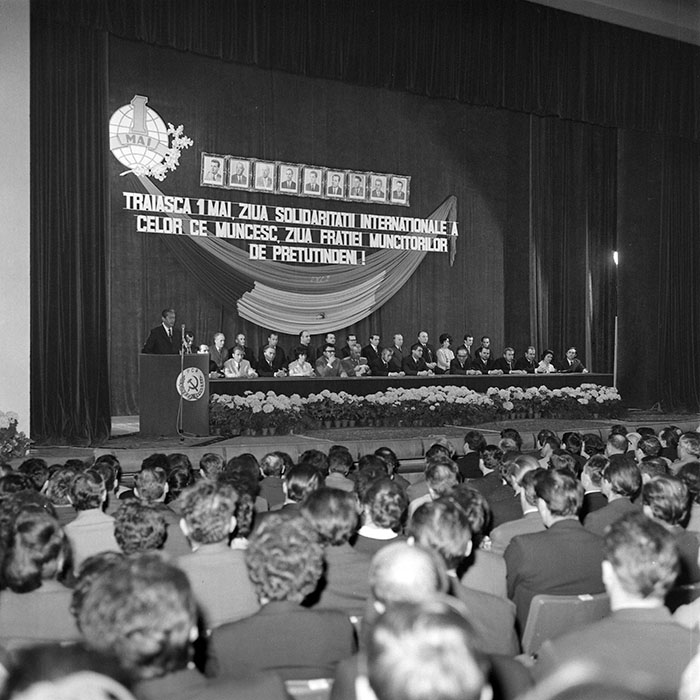 1
MAI
TRAIASCA 1 MAI, ZIUA SOLIDARITATII INTERNATIONALE A
CELOR CE MUNCESC, ZIUA FRATIEI MUNCITORILOR
DE PRETUTINDENI !